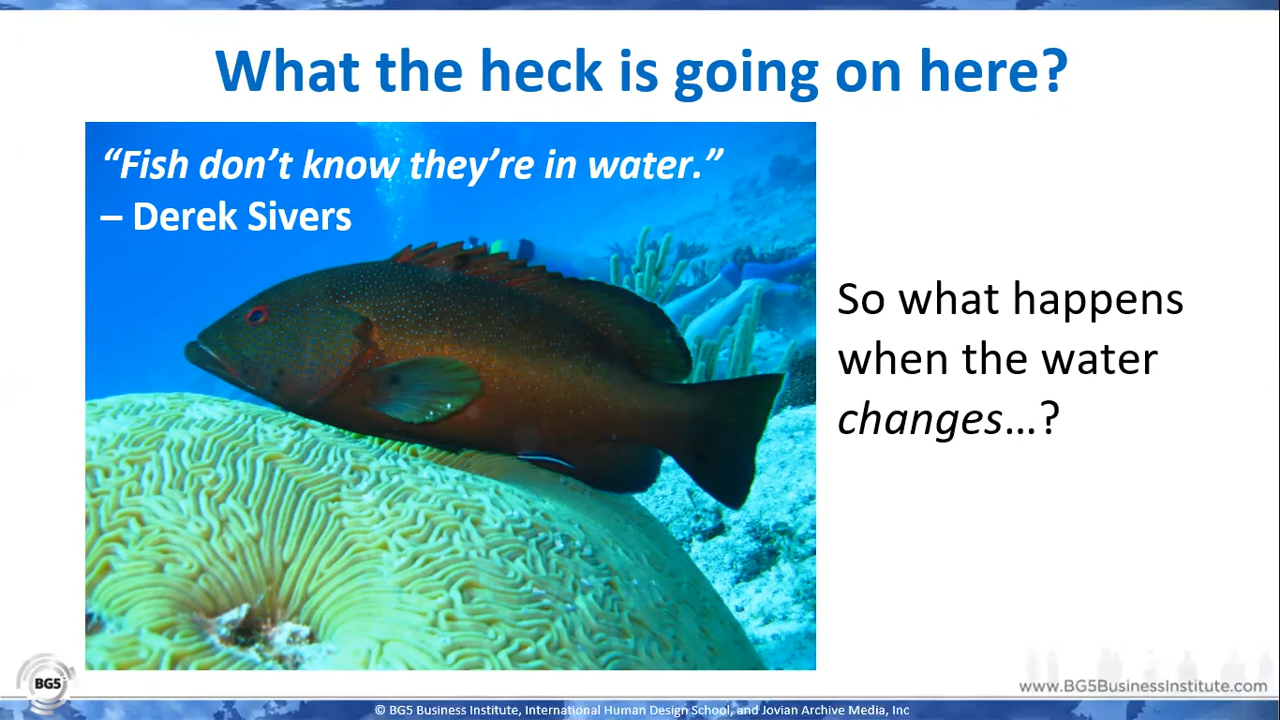 What the heck is going on here?
“Fish don’t know they’re in water.”
– Derek Sivers
So what happens
when the water
changes…?
BG5
www.BG5BusinessInstitute.com
© BG5 Business Institute, International Human Design School, and Jovian Archive Media, Inc